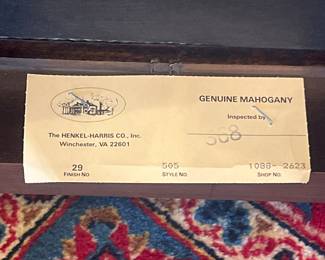 GENUINE MAHOGANY
The HENKEL-HARRIS CO., Inc.
Winchester, VA 22601
Inspected by
568
29 505 1088- 2623
FINISH NO. STYLE NO. SHOP NO.